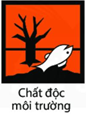 Chất độc
môi trường